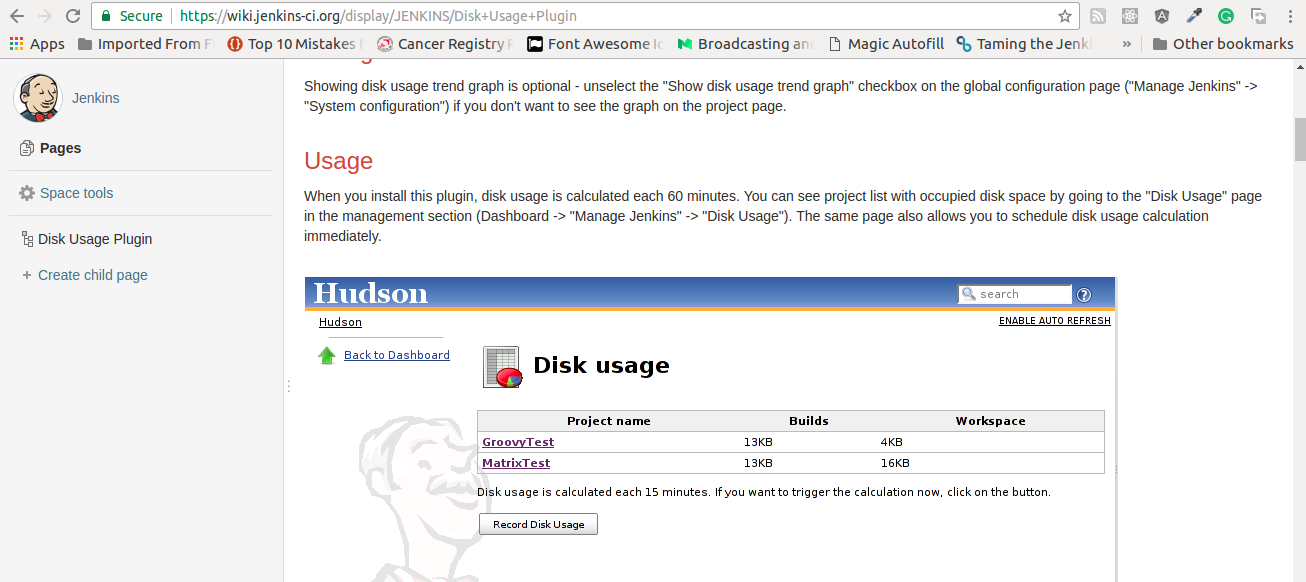 Secure https://wiki.jenkins-ci.org/display/JENKINS/Disk+Usage+Plugin
Apps Imported From F Top 10 Mistakes Cancer Registry P Font Awesome Ic Broadcasting and Magic Autofill Taming the Jenki » Other bookmarks
Jenkins
Pages
Space tools
Disk Usage Plugin
+ Create child page
Showing disk usage trend graph is optional - unselect the "Show disk usage trend graph" checkbox on the global configuration page ("Manage Jenkins" ->
"System configuration") if you don't want to see the graph on the project page.
Usage
When you install this plugin, disk usage is calculated each 60 minutes. You can see project list with occupied disk space by going to the "Disk Usage" page
in the management section (Dashboard -> "Manage Jenkins" -> "Disk Usage"). The same page also allows you to schedule disk usage calculation
immediately.
Hudson
search
?
Hudson
ENABLE AUTO REFRESH
Back to Dashboard
Disk usage
Project name Builds Workspace
GroovyTest 13KB 4KB
MatrixTest 13KB 16KB
Disk usage is calculated each 15 minutes. If you want to trigger the calculation now, click on the button.
Record Disk Usage